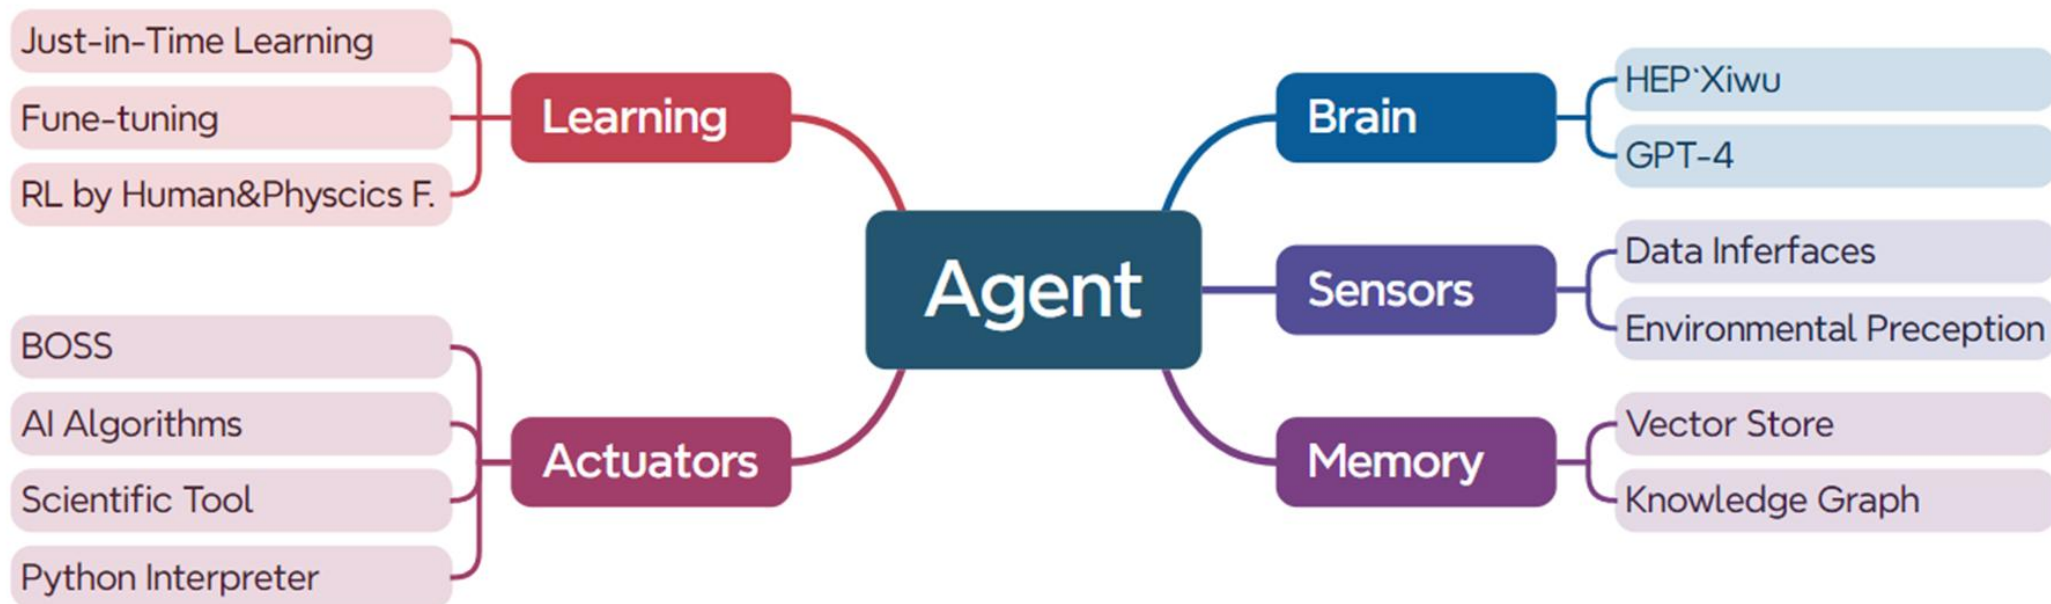 Just-in-Time Learning
Fune-tuning
RL by Human&Physcics F.
Learning
BOSS
AI Algorithms
Scientific Tool
Python Interpreter
Actuators
Agent
Brain
HEP`Xiwu
GPT-4
Sensors
Data Inferfaces
Environmental Preception
Memory
Vector Store
Knowledge Graph